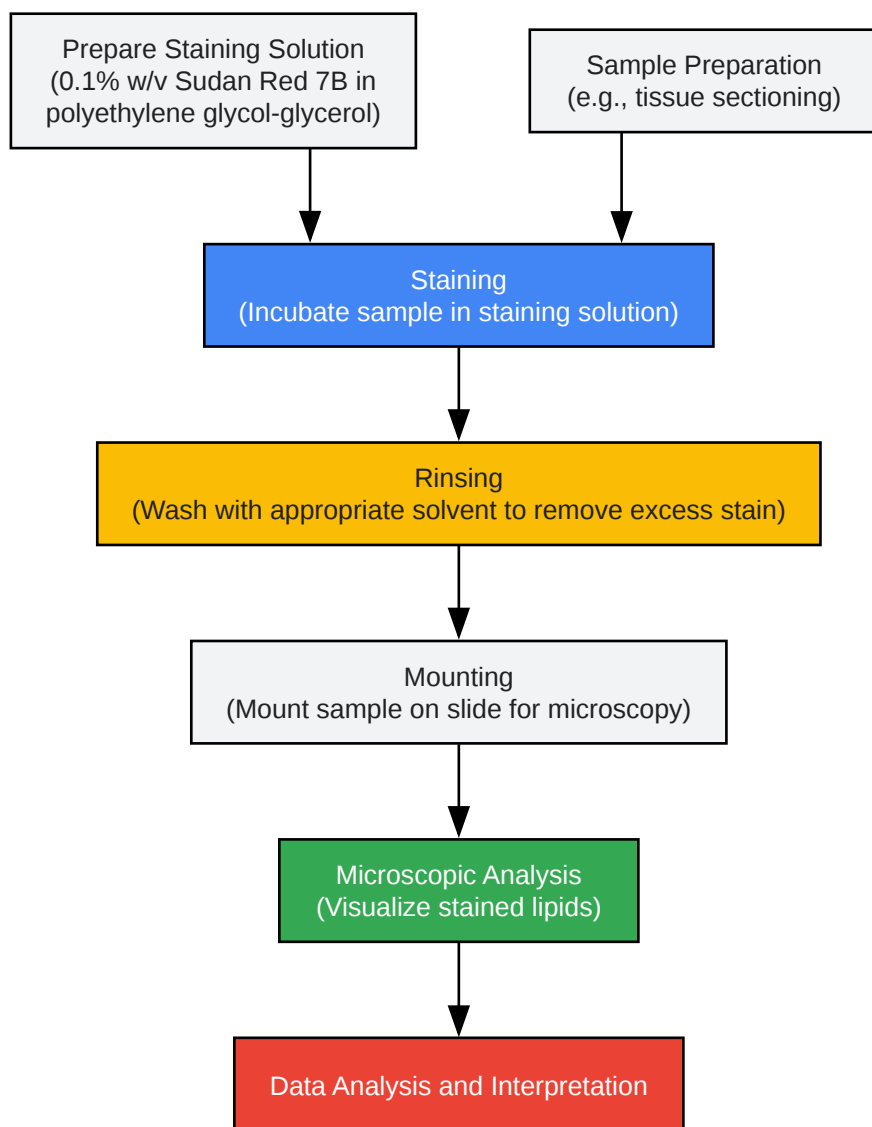 Prepare Staining Solution
(0.1% w/v Sudan Red 7B in
polyethylene glycol-glycerol)
Sample Preparation
(e.g., tissue sectioning)
Staining
(Incubate sample in staining solution)
Rinsing
(Wash with appropriate solvent to remove excess stain)
Mounting
(Mount sample on slide for microscopy)
Microscopic Analysis
(Visualize stained lipids)
Data Analysis and Interpretation